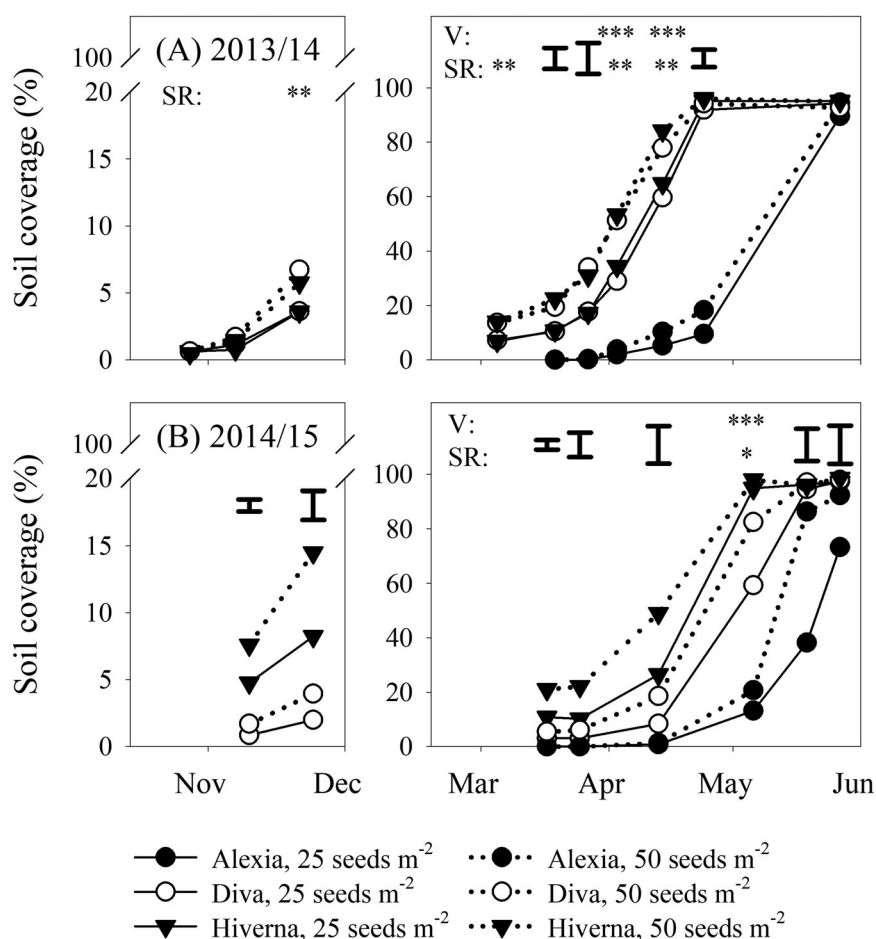 (A) 2013/14
V: *** ***
SR: ** ** **
SR: **
Soil coverage (%)
100
20
15
10
5
0
100
80
60
40
20
0
(B) 2014/15
V: ***
SR: *
Soil coverage (%)
100
20
15
10
5
0
100
80
60
40
20
0
Nov Dec Mar Apr May Jun
Alexia, 25 seeds m⁻² Alexia, 50 seeds m⁻²
Diva, 25 seeds m⁻² Diva, 50 seeds m⁻²
Hiverna, 25 seeds m⁻² Hiverna, 50 seeds m⁻²